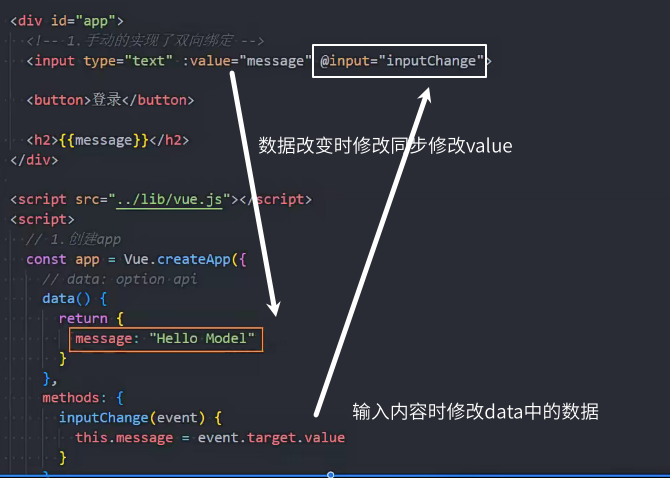 <div id="app">
<!-- 1.手动的实现了双向绑定 -->
<input type="text" :value="message" @input="inputChange">
<button>登录</button>
<h2>{{message}}</h2>
数据改变时修改同步修改value
</div>
<script src="../lib/vue.js"></script>
<script>
// 1.创建app
const app = Vue.createApp({
// data: option api
data() {
return {
message: "Hello Model"
}
},
methods: {
输入内容时修改data中的数据
inputChange(event) {
this.message = event.target.value
}